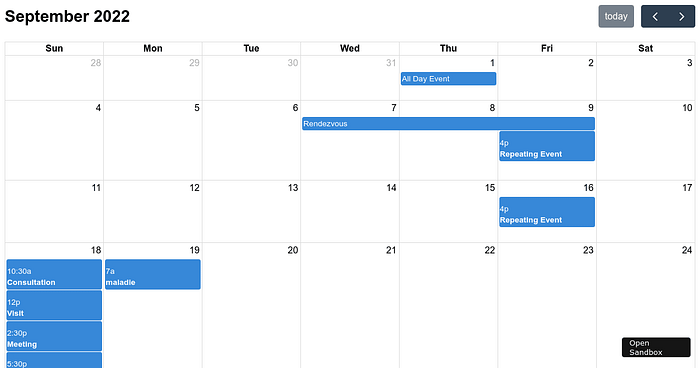 September 2022
today
Sun Mon Tue Wed Thu Fri Sat
28 29 30 31 1 2 3
All Day Event
4 5 6 7 8 9 10
Rendezvous
4p
Repeating Event
11 12 13 14 15 16 17
4p
Repeating Event
18 19 20 21 22 23 24
10:30a
Consultation
7a
maladie
12p
Visit
2:30p
Meeting
5:30p
Open
Sandbox